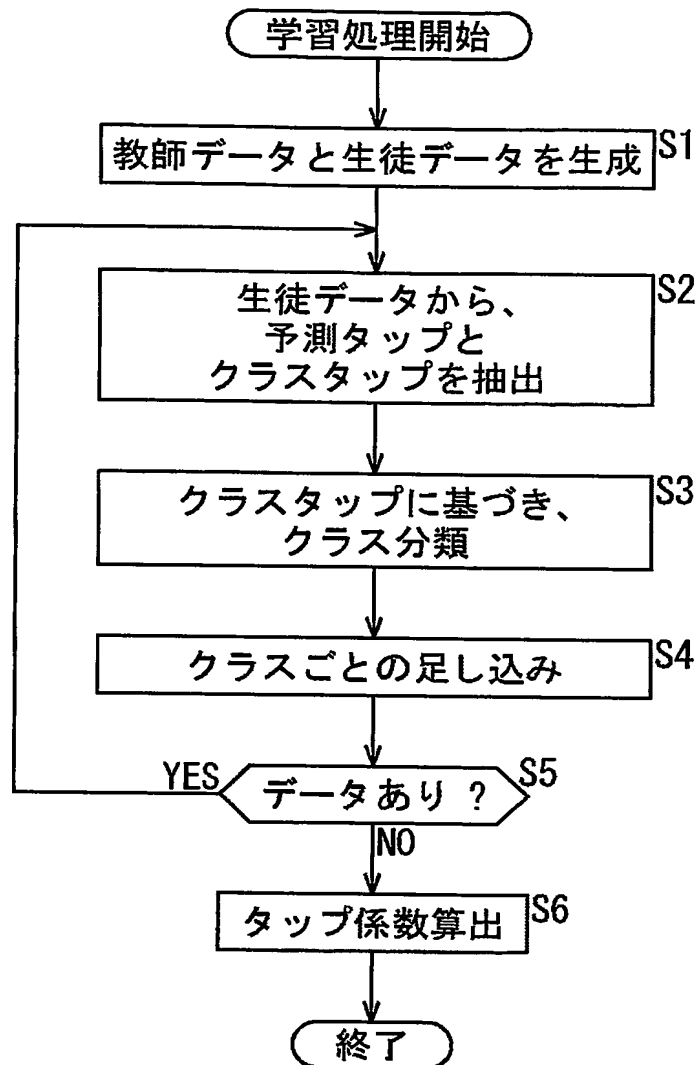 学習処理開始
教師データと生徒データを生成
S1
生徒データから、
予測タップと
クラスタップを抽出
S2
クラスタップに基づき、
クラス分類
S3
クラスごとの足し込み
S4
YES
データあり ?
S5
NO
タップ係数算出
S6
終了